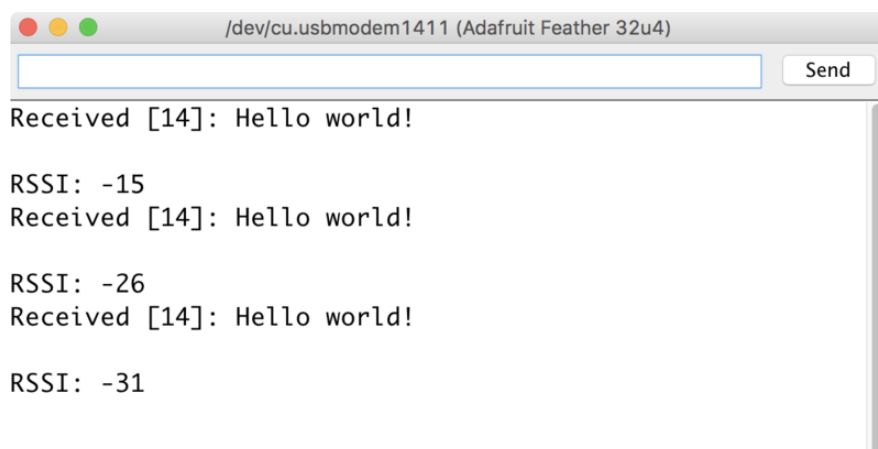 /dev/cu.usbmodem1411 (Adafruit Feather 32u4)
Send
Received [14]: Hello world!
RSSI: -15
Received [14]: Hello world!
RSSI: -26
Received [14]: Hello world!
RSSI: -31